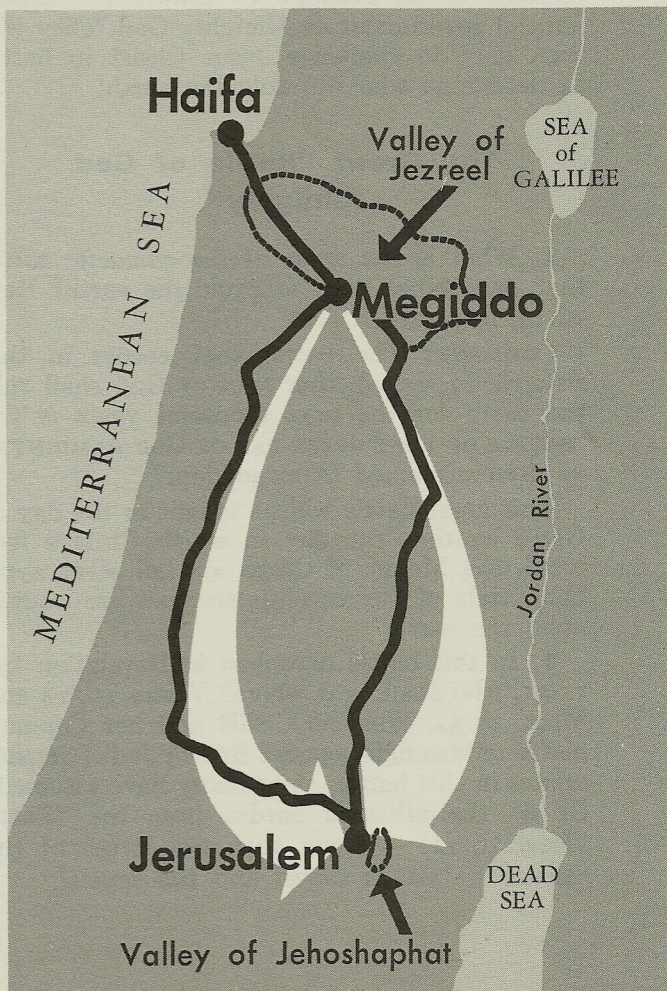 Haifa
Valley of
Jezreel
SEA
of
GALILEE
MEDITERRANEAN SEA
Megiddo
Jordan River
Jerusalem
DEAD
SEA
Valley of Jehoshaphat